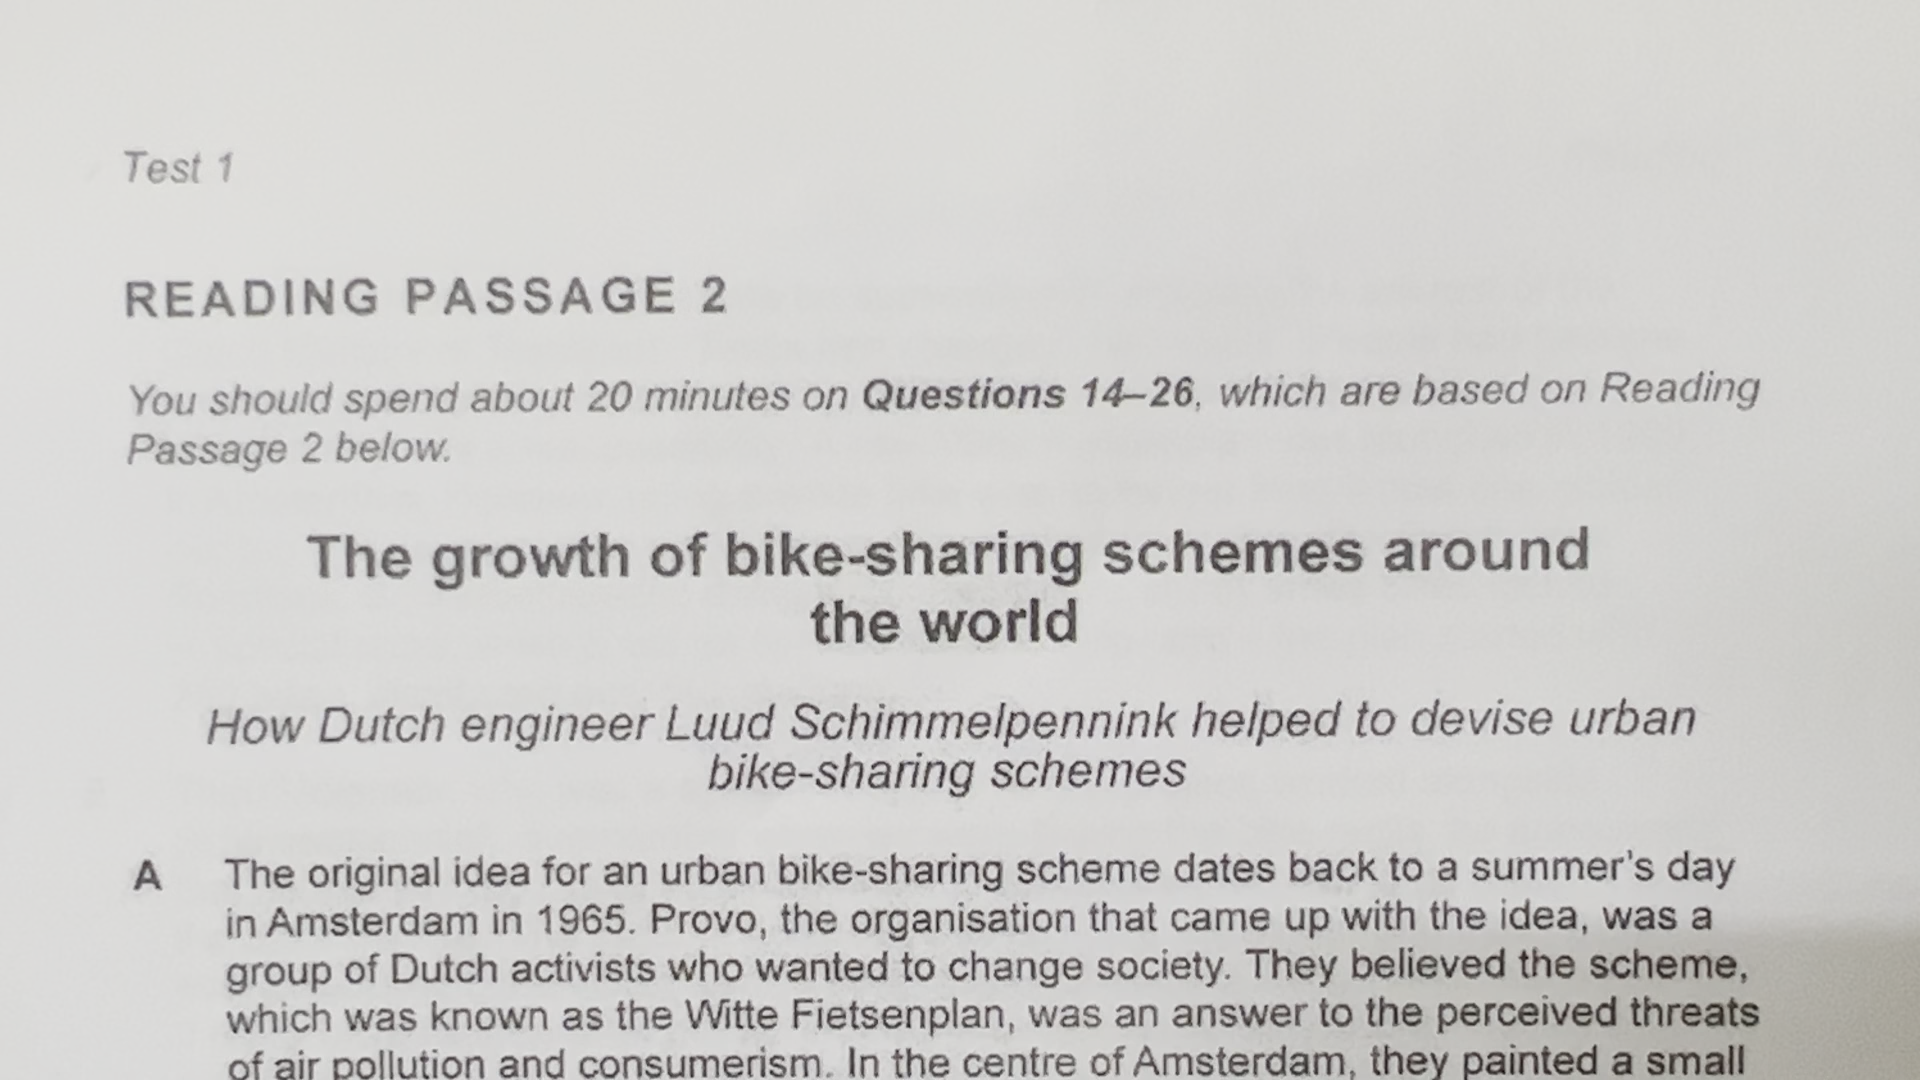 Test 1
READING PASSAGE 2
You should spend about 20 minutes on Questions 14–26, which are based on Reading
Passage 2 below.
The growth of bike-sharing schemes around
the world
How Dutch engineer Luud Schimmelpennink helped to devise urban
bike-sharing schemes
A The original idea for an urban bike-sharing scheme dates back to a summer's day
in Amsterdam in 1965. Provo, the organisation that came up with the idea, was a
group of Dutch activists who wanted to change society. They believed the scheme,
which was known as the Witte Fietsenplan, was an answer to the perceived threats
of air pollution and consumerism. In the centre of Amsterdam, they painted a small